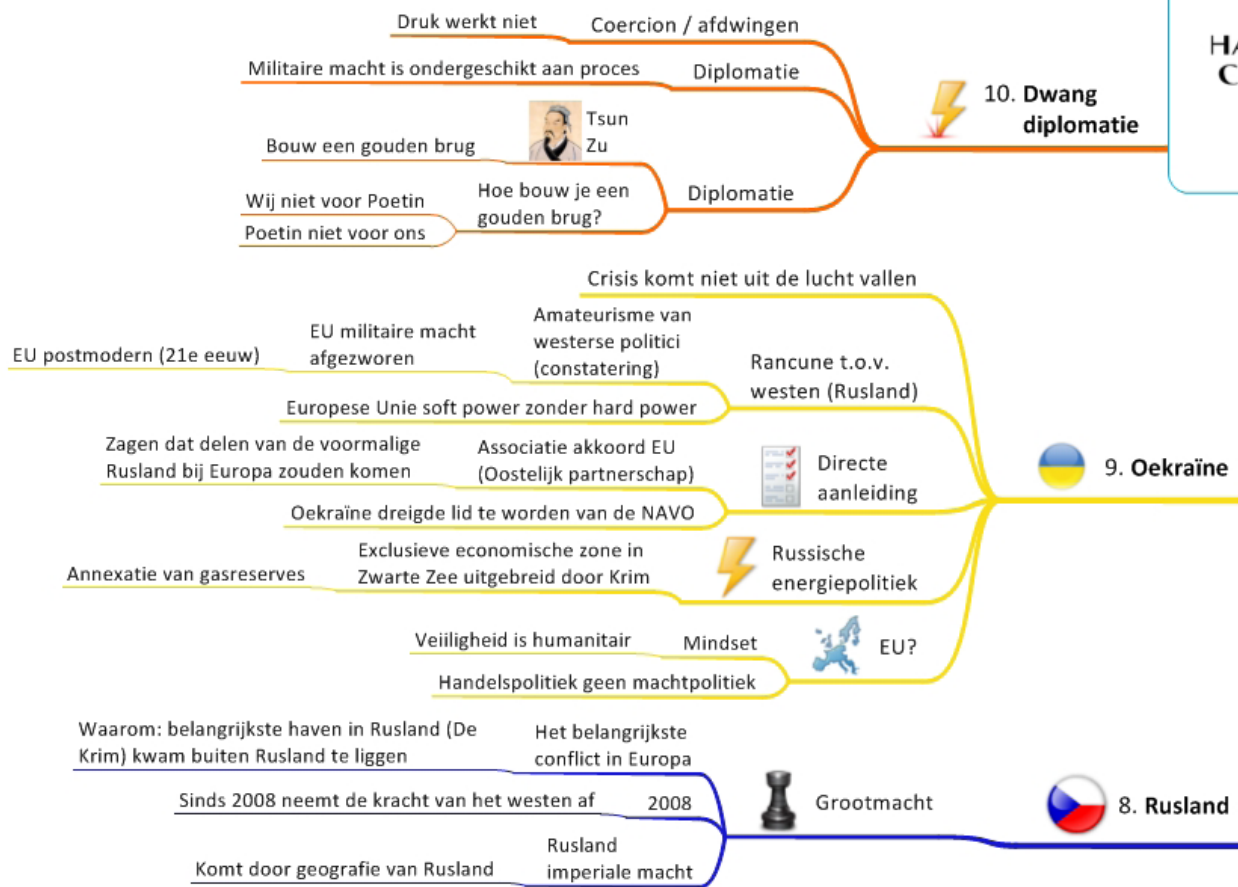 10. Dwang
diplomatie
Coercion / afdwingen
Druk werkt niet
Diplomatie
Militaire macht is ondergeschikt aan proces
Diplomatie
Tsun
Zu
Bouw een gouden brug
Hoe bouw je een
gouden brug?
Wij niet voor Poetin
Poetin niet voor ons
9. Oekraïne
Crisis komt niet uit de lucht vallen
Rancune t.o.v.
westen (Rusland)
Amateurisme van
westerse politici
(constatering)
EU militaire macht
afgezworen
EU postmodern (21e eeuw)
Europese Unie soft power zonder hard power
Directe
aanleiding
Associatie akkoord EU
(Oostelijk partnerschap)
Zagen dat delen van de voormalige
Rusland bij Europa zouden komen
Oekraïne dreigde lid te worden van de NAVO
Russische
energiepolitiek
Exclusieve economische zone in
Zwarte Zee uitgebreid door Krim
Annexatie van gasreserves
EU?
Mindset
Veiiligheid is humanitair
Handelspolitiek geen machtpolitiek
8. Rusland
Grootmacht
Het belangrijkste
conflict in Europa
Waarom: belangrijkste haven in Rusland (De
Krim) kwam buiten Rusland te liggen
2008
Sinds 2008 neemt de kracht van het westen af
Rusland
imperiale macht
Komt door geografie van Rusland